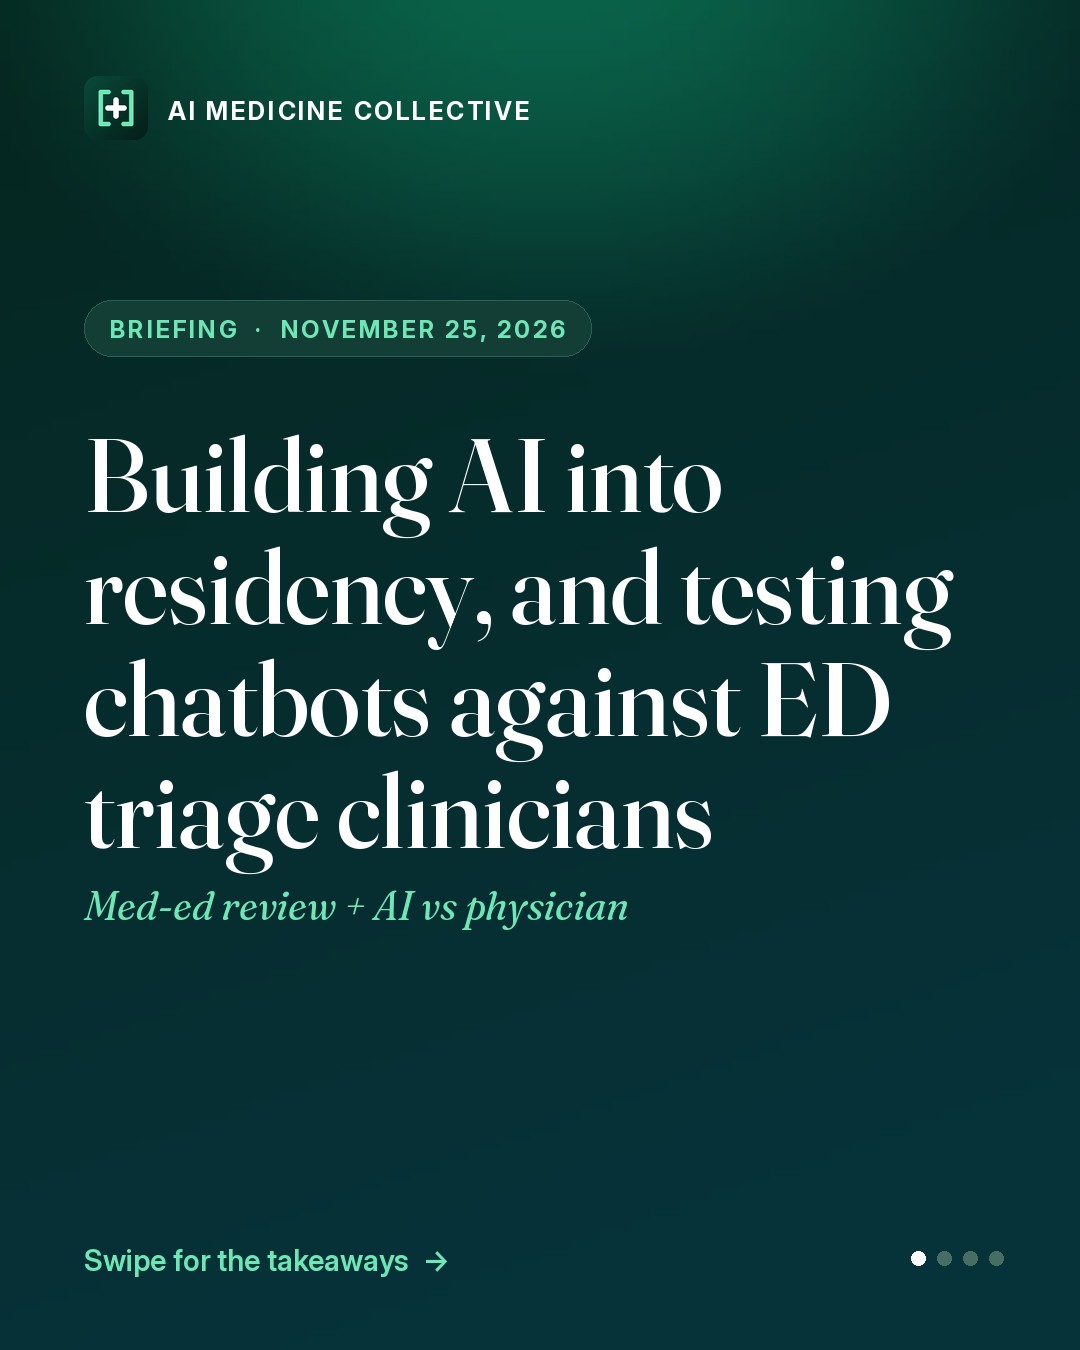 AI MEDICINE COLLECTIVE
BRIEFING · NOVEMBER 25, 2026
Building AI into
residency, and testing
chatbots against ED
triage clinicians
Med-ed review + AI vs physician
Swipe for the takeaways →